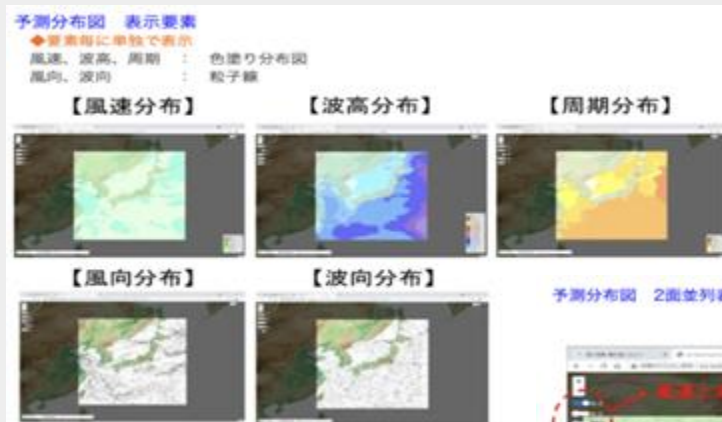 予測分布図 表示要素
◆要素毎に単独で表示
風速、波高、周期 : 色塗り分布図
風向、波向 : 粒子線
【風速分布】 【波高分布】 【周期分布】
【風向分布】 【波向分布】
予測分布図 2面並列